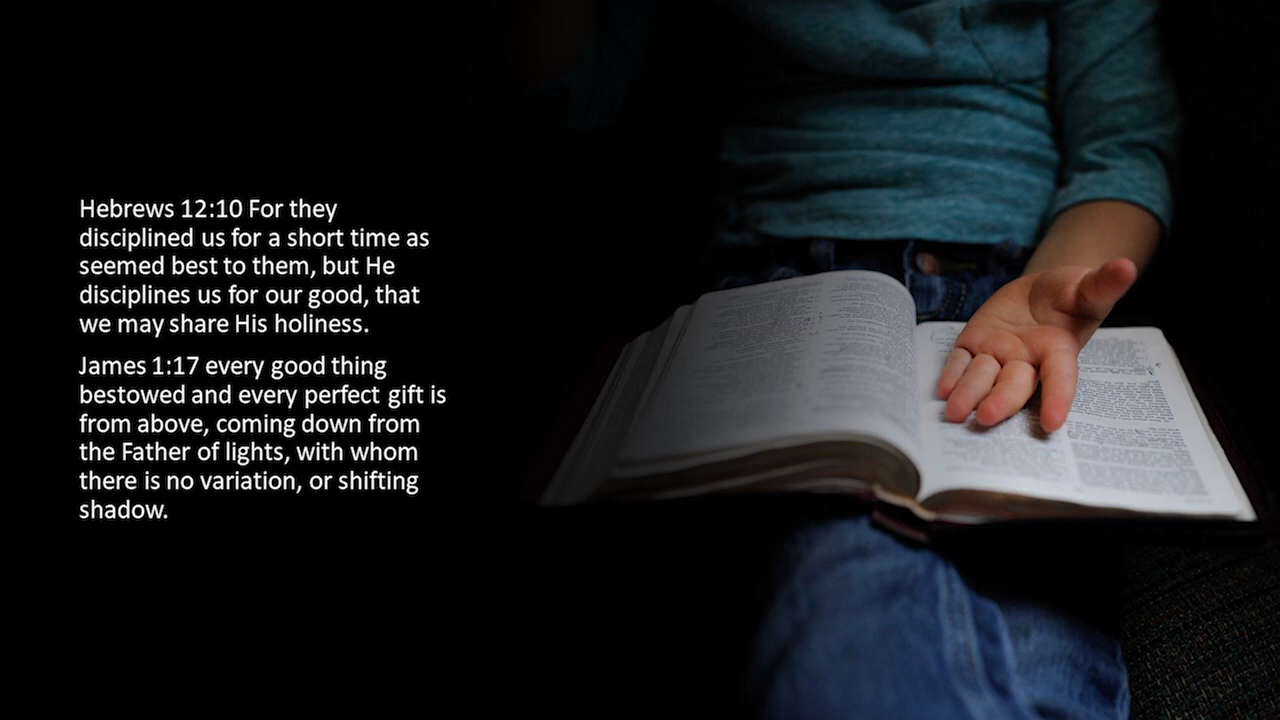 Hebrews 12:10 For they
disciplined us for a short time as
seemed best to them, but He
disciplines us for our good, that
we may share His holiness.
James 1:17 every good thing
bestowed and every perfect gift is
from above, coming down from
the Father of lights, with whom
there is no variation, or shifting
shadow.